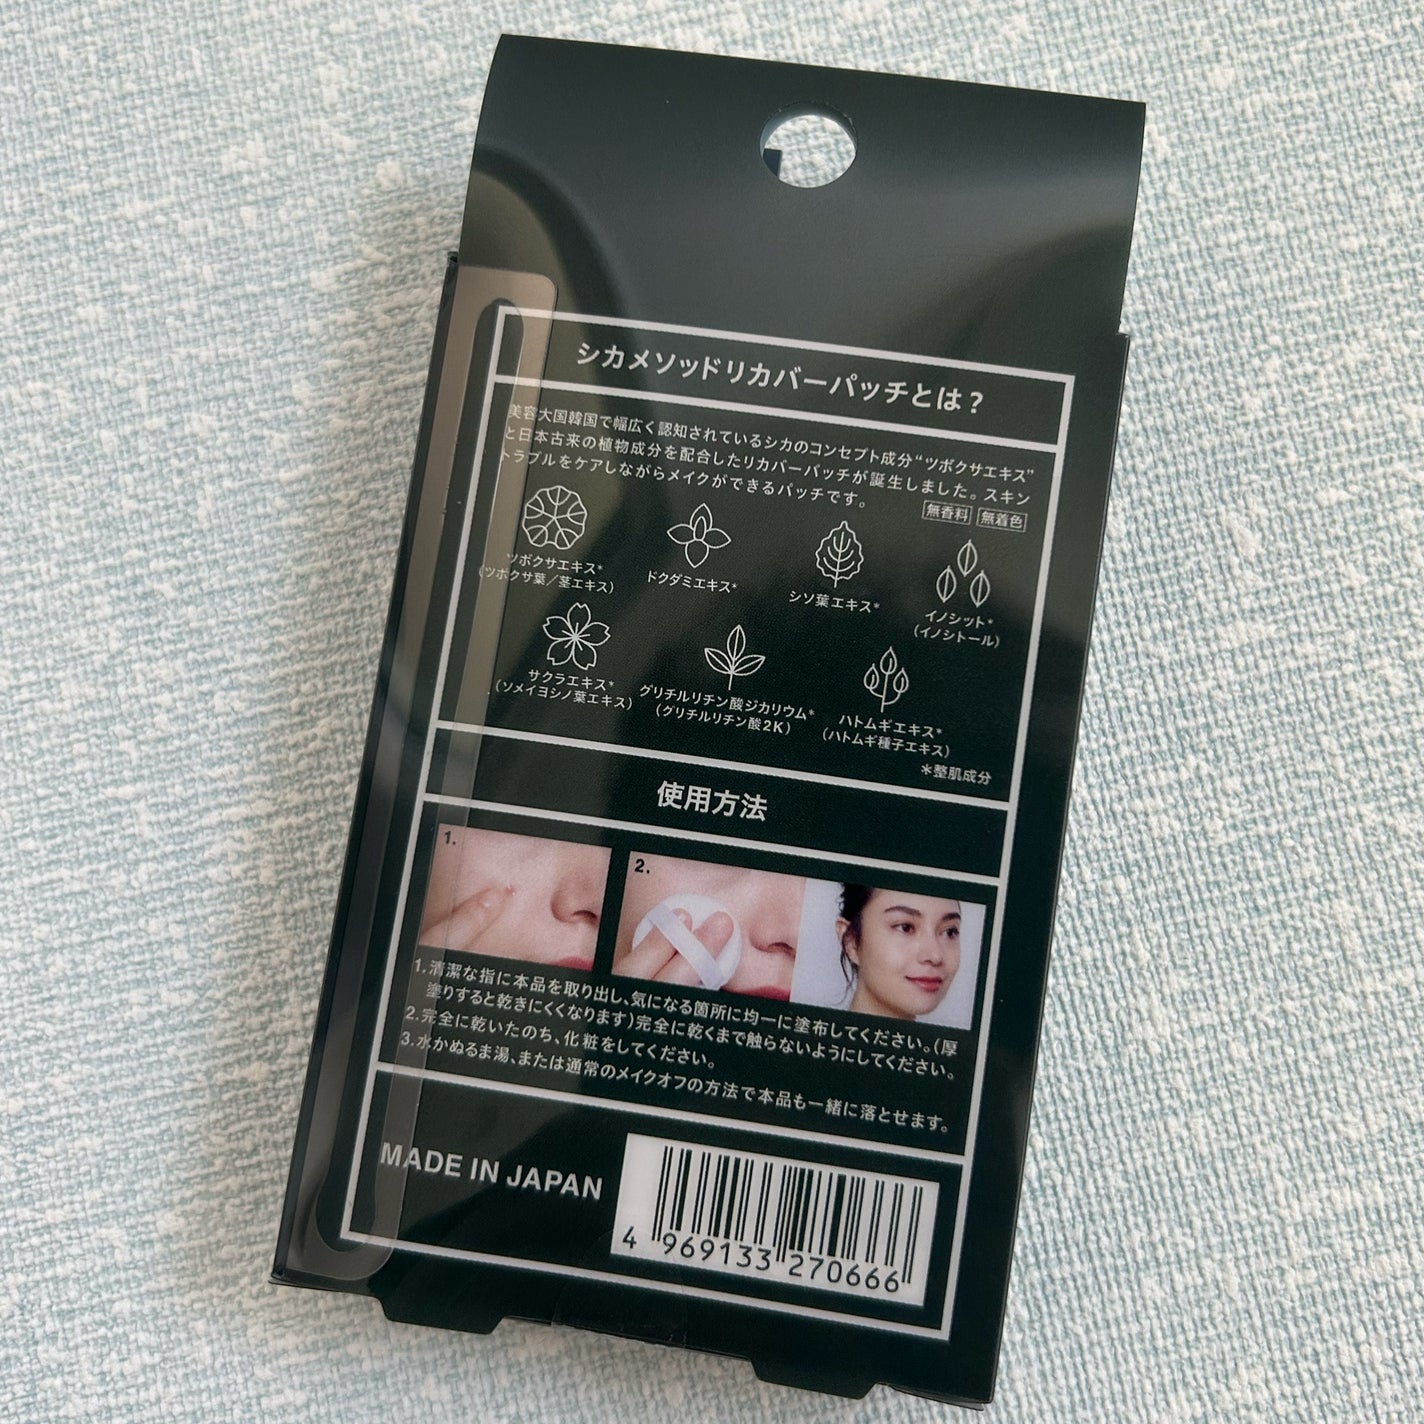 シカメソッドリカバーパッチとは？
美容大国韓国で幅広く認知されているシカのコンセプト成分“ツボクサエキス”
と日本古来の植物成分を配合したリカバーパッチが誕生しました。スキン
トラブルをケアしながらメイクができるパッチです。
無香料 無着色
ツボクサエキス*
（ツボクサ葉／茎エキス）
ドクダミエキス*
シソ葉エキス*
イノシット*
（イノシトール）
サクラエキス*
（ソメイヨシノ葉エキス）
グリチルリチン酸ジカリウム*
（グリチルリチン酸2K）
ハトムギエキス*
（ハトムギ種子エキス）
＊整肌成分
使用方法
1.
2.
1.清潔な指に本品を取り出し、気になる箇所に均一に塗布してください。（厚
塗りすると乾きにくくなります）完全に乾くまで触らないようにしてください。
2.完全に乾いたのち、化粧をしてください。
3.水かぬるま湯、または通常のメイクオフの方法で本品も一緒に落とせます。
MADE IN JAPAN
4 969133 270666